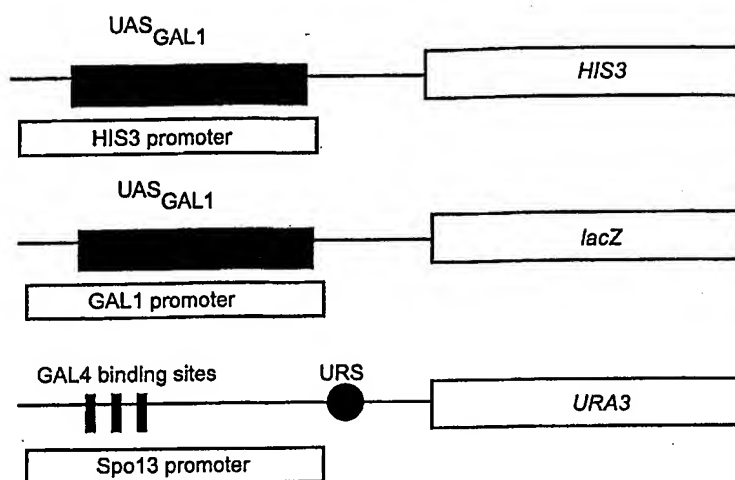 UASGAL1
HIS3
HIS3 promoter
UASGAL1
lacZ
GAL1 promoter
GAL4 binding sites URS
URA3
Spo13 promoter